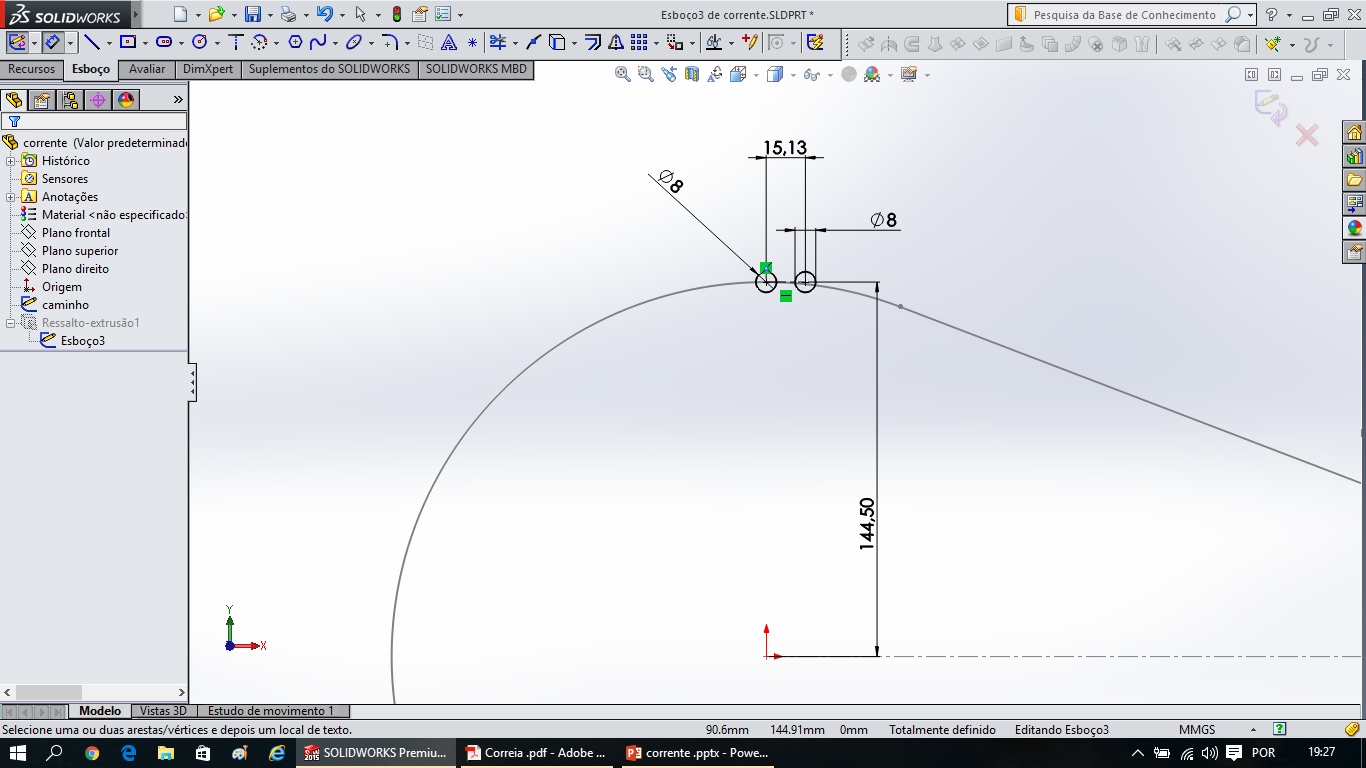 SOLIDWORKS
Esboço3 de corrente.SLDPRT *
Pesquisa da Base de Conhecimento
Recursos Esboço Avaliar DimXpert Suplementos do SOLIDWORKS SOLIDWORKS MBD
corrente (Valor predeterminado
Histórico
Sensores
Anotações
Material <não especificado>
Plano frontal
Plano superior
Plano direito
Origem
caminho
Ressalto-extrusão1
Esboço3
15,13
∅8
∅8
144,50
Y
X
Modelo Vistas 3D Estudo de movimento 1
Selecione uma ou duas arestas/vértices e depois um local de texto. 90.6mm 144.91mm 0mm Totalmente definido Editando Esboço3 MMGS
SOLIDWORKS Premiu... Correia .pdf - Adobe ... corrente .pptx - Powe... POR 19:27